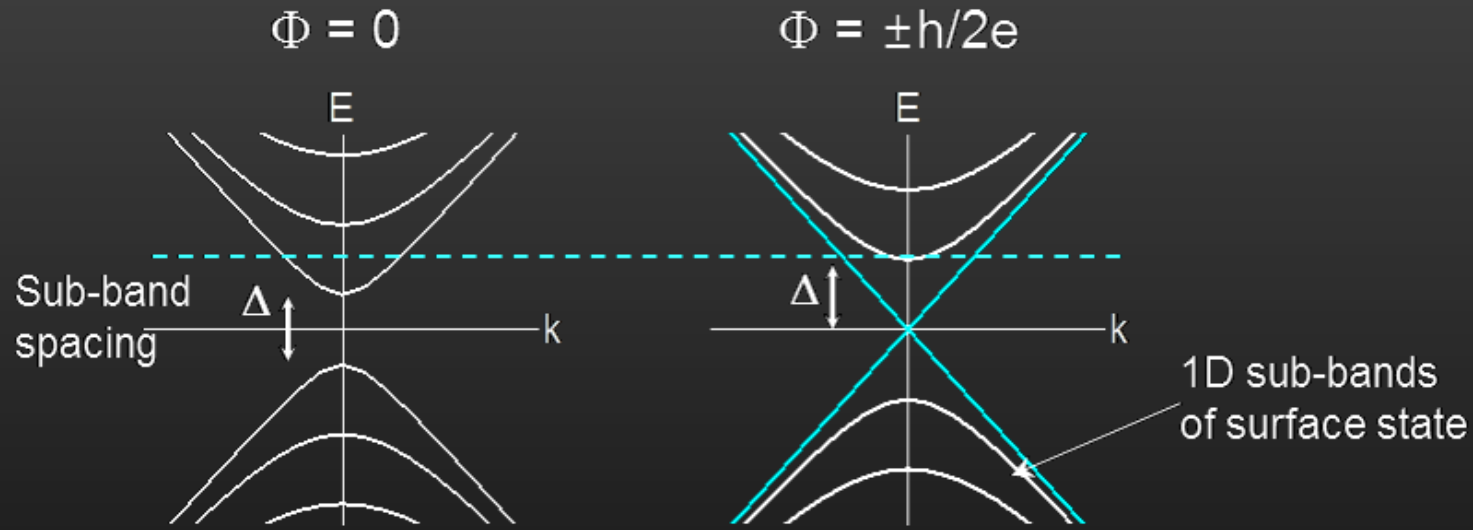 Φ = 0
Φ = ±h/2e
E
E
Sub-band
spacing
Δ
k
Δ
k
1D sub-bands
of surface state